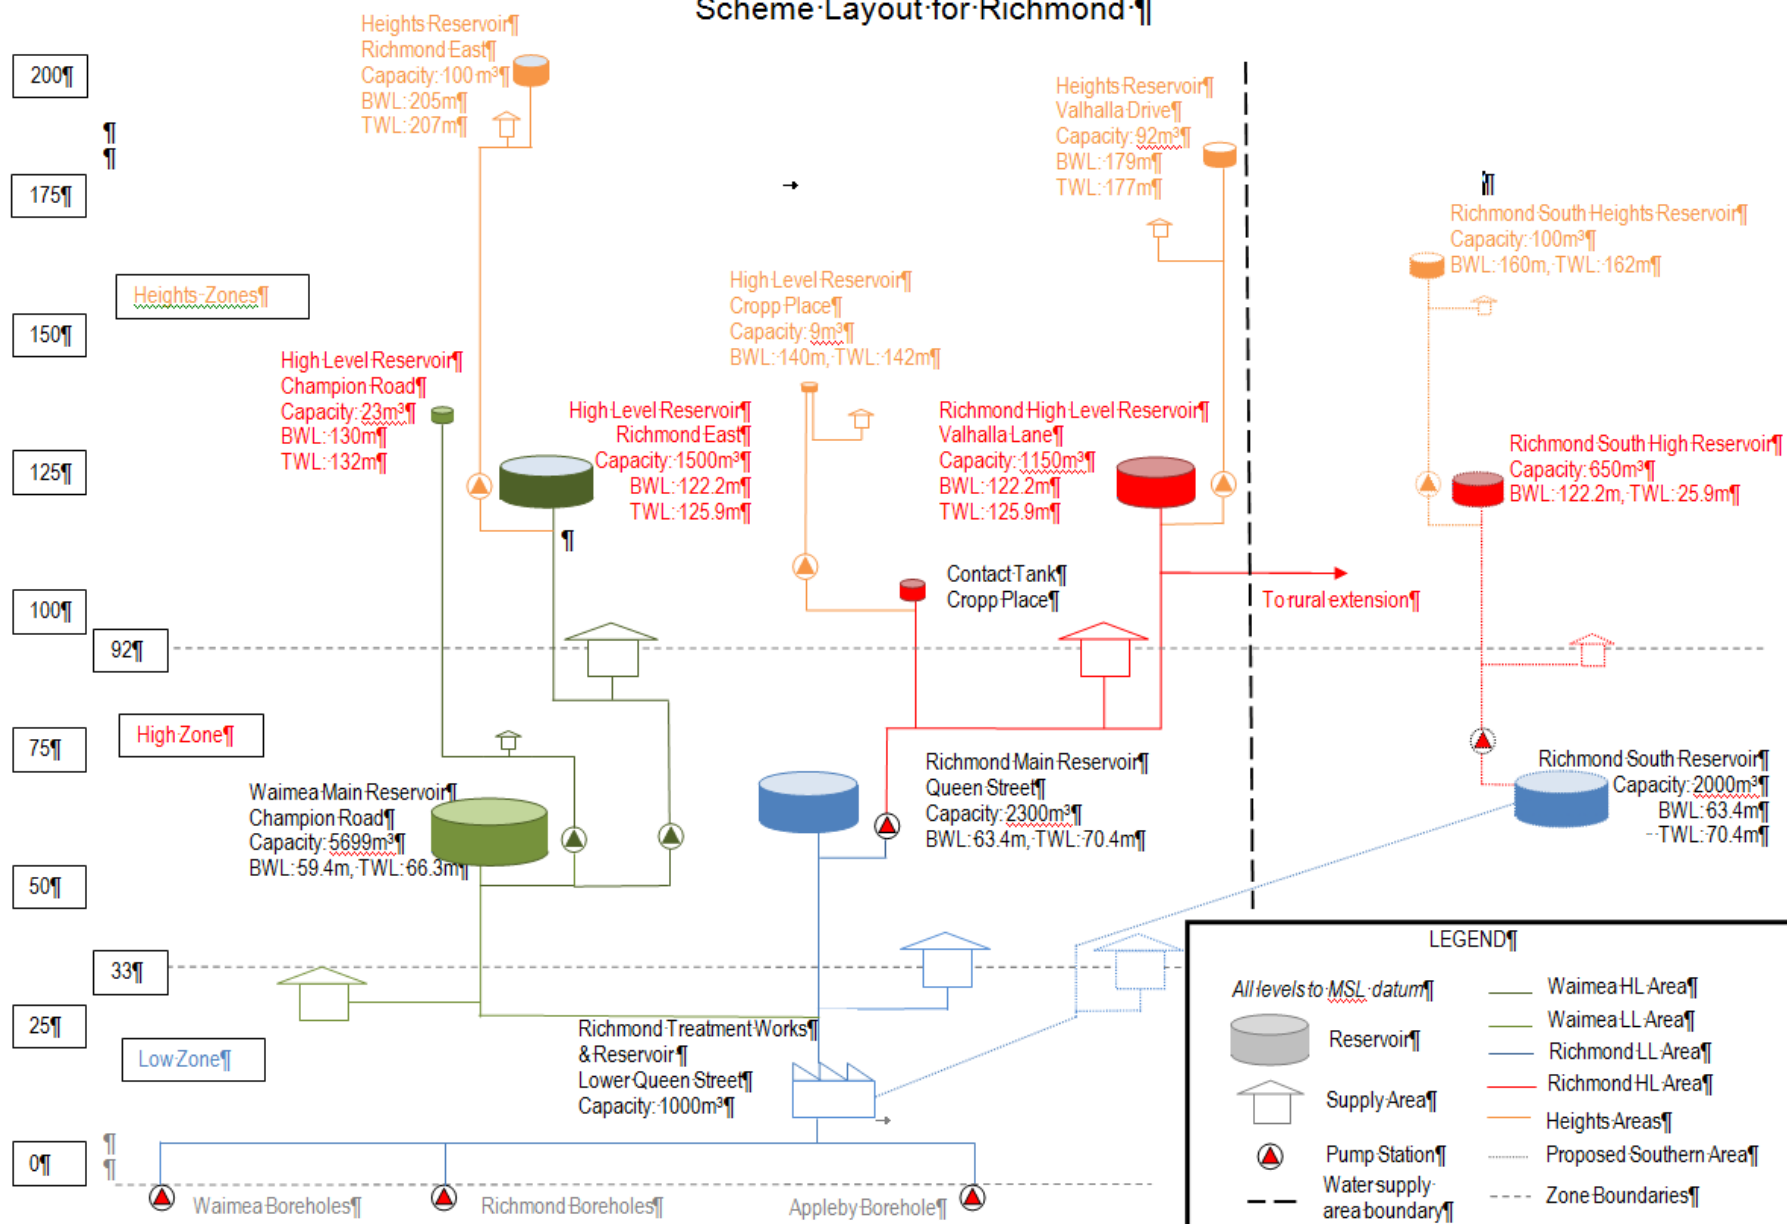 Scheme·Layout·for·Richmond·¶
200¶
¶
¶
175¶
150¶
125¶
100¶
92¶
75¶
50¶
33¶
25¶
0¶
¶
¶
Heights·Zones¶
High·Zone¶
Low·Zone¶
Heights·Reservoir¶
Richmond·East¶
Capacity:·100·m³¶
BWL:·205m¶
TWL:·207m¶
Heights·Reservoir¶
Valhalla·Drive¶
Capacity:·92m³¶
BWL:·179m¶
TWL:·177m¶
→
¶
Richmond·South·Heights·Reservoir¶
Capacity:·100m³¶
BWL:·160m,·TWL:·162m¶
High·Level·Reservoir¶
Cropp·Place¶
Capacity:·9m³¶
BWL:·140m,·TWL:·142m¶
High·Level·Reservoir¶
Champion·Road¶
Capacity:·23m³¶
BWL:·130m¶
TWL:·132m¶
High·Level·Reservoir¶
Richmond·East¶
Capacity:·1500m³¶
BWL:·122.2m¶
TWL:·125.9m¶
¶
Richmond·High·Level·Reservoir¶
Valhalla·Lane¶
Capacity:·1150m³¶
BWL:·122.2m¶
TWL:·125.9m¶
Richmond·South·High·Reservoir¶
Capacity:·650m³¶
BWL:·122.2m,·TWL:·25.9m¶
Contact·Tank¶
Cropp·Place¶
To·rural·extension¶
Waimea·Main·Reservoir¶
Champion·Road¶
Capacity:·5699m³¶
BWL:·59.4m,·TWL:·66.3m¶
Richmond·Main·Reservoir¶
Queen·Street¶
Capacity:·2300m³¶
BWL:·63.4m,·TWL:·70.4m¶
Richmond·South·Reservoir¶
Capacity:·2000m³¶
BWL:·63.4m¶
··TWL:·70.4m¶
Richmond·Treatment·Works¶
&·Reservoir¶
Lower·Queen·Street¶
Capacity:·1000m³¶
→
Waimea·Boreholes¶
Richmond·Boreholes¶
Appleby·Borehole¶
LEGEND¶
All·levels·to·MSL·datum¶
Reservoir¶
Supply·Area¶
Pump·Station¶
Water·supply·
area·boundary¶
Waimea·HL·Area¶
Waimea·LL·Area¶
Richmond·LL·Area¶
Richmond·HL·Area¶
Heights·Areas¶
Proposed·Southern·Area¶
Zone·Boundaries¶